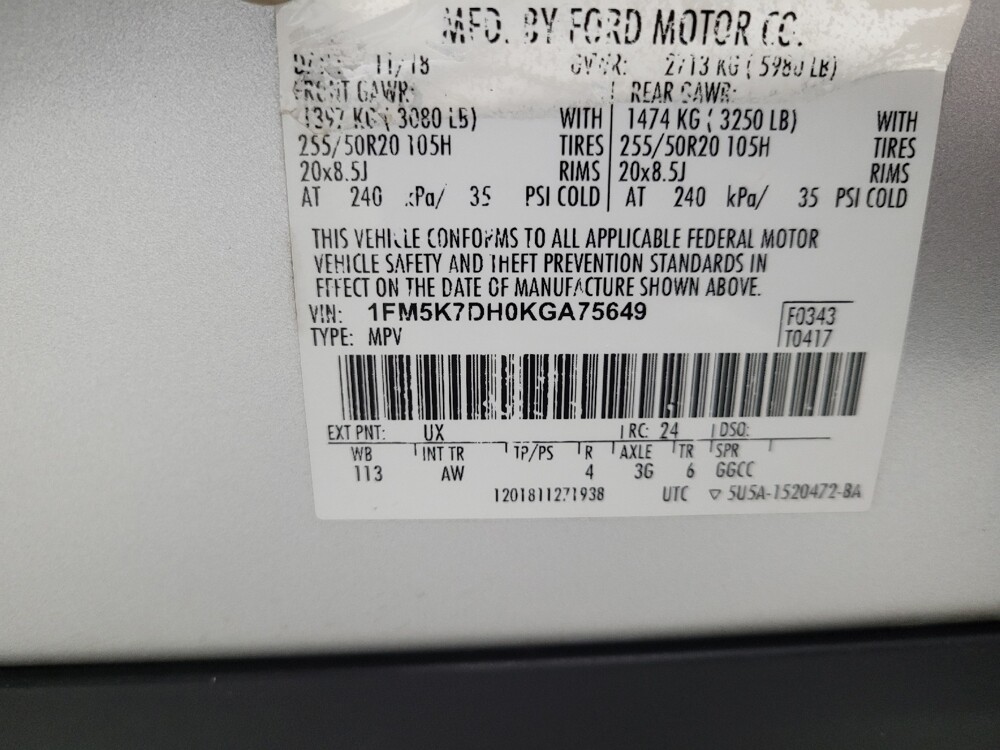 MFD. BY FORD MOTOR CO.
DATE: 11/18 GVWR: 2713 KG ( 5980 LB)
FRONT GAWR: REAR GAWR:
1397 KG ( 3080 LB) WITH 1474 KG ( 3250 LB) WITH
255/50R20 105H TIRES 255/50R20 105H TIRES
20x8.5J RIMS 20x8.5J RIMS
AT 240 kPa/ 35 PSI COLD AT 240 kPa/ 35 PSI COLD
THIS VEHICLE CONFORMS TO ALL APPLICABLE FEDERAL MOTOR
VEHICLE SAFETY AND THEFT PREVENTION STANDARDS IN
EFFECT ON THE DATE OF MANUFACTURE SHOWN ABOVE.
VIN: 1FM5K7DH0KGA75649 F0343
TYPE: MPV T0417
EXT PNT: UX RC: 24 DSO:
WB INT TR TP/PS R AXLE TR SPR
113 AW 4 3G 6 GGCC
1201811271938 UTC ▽ 5U5A-1520472-BA